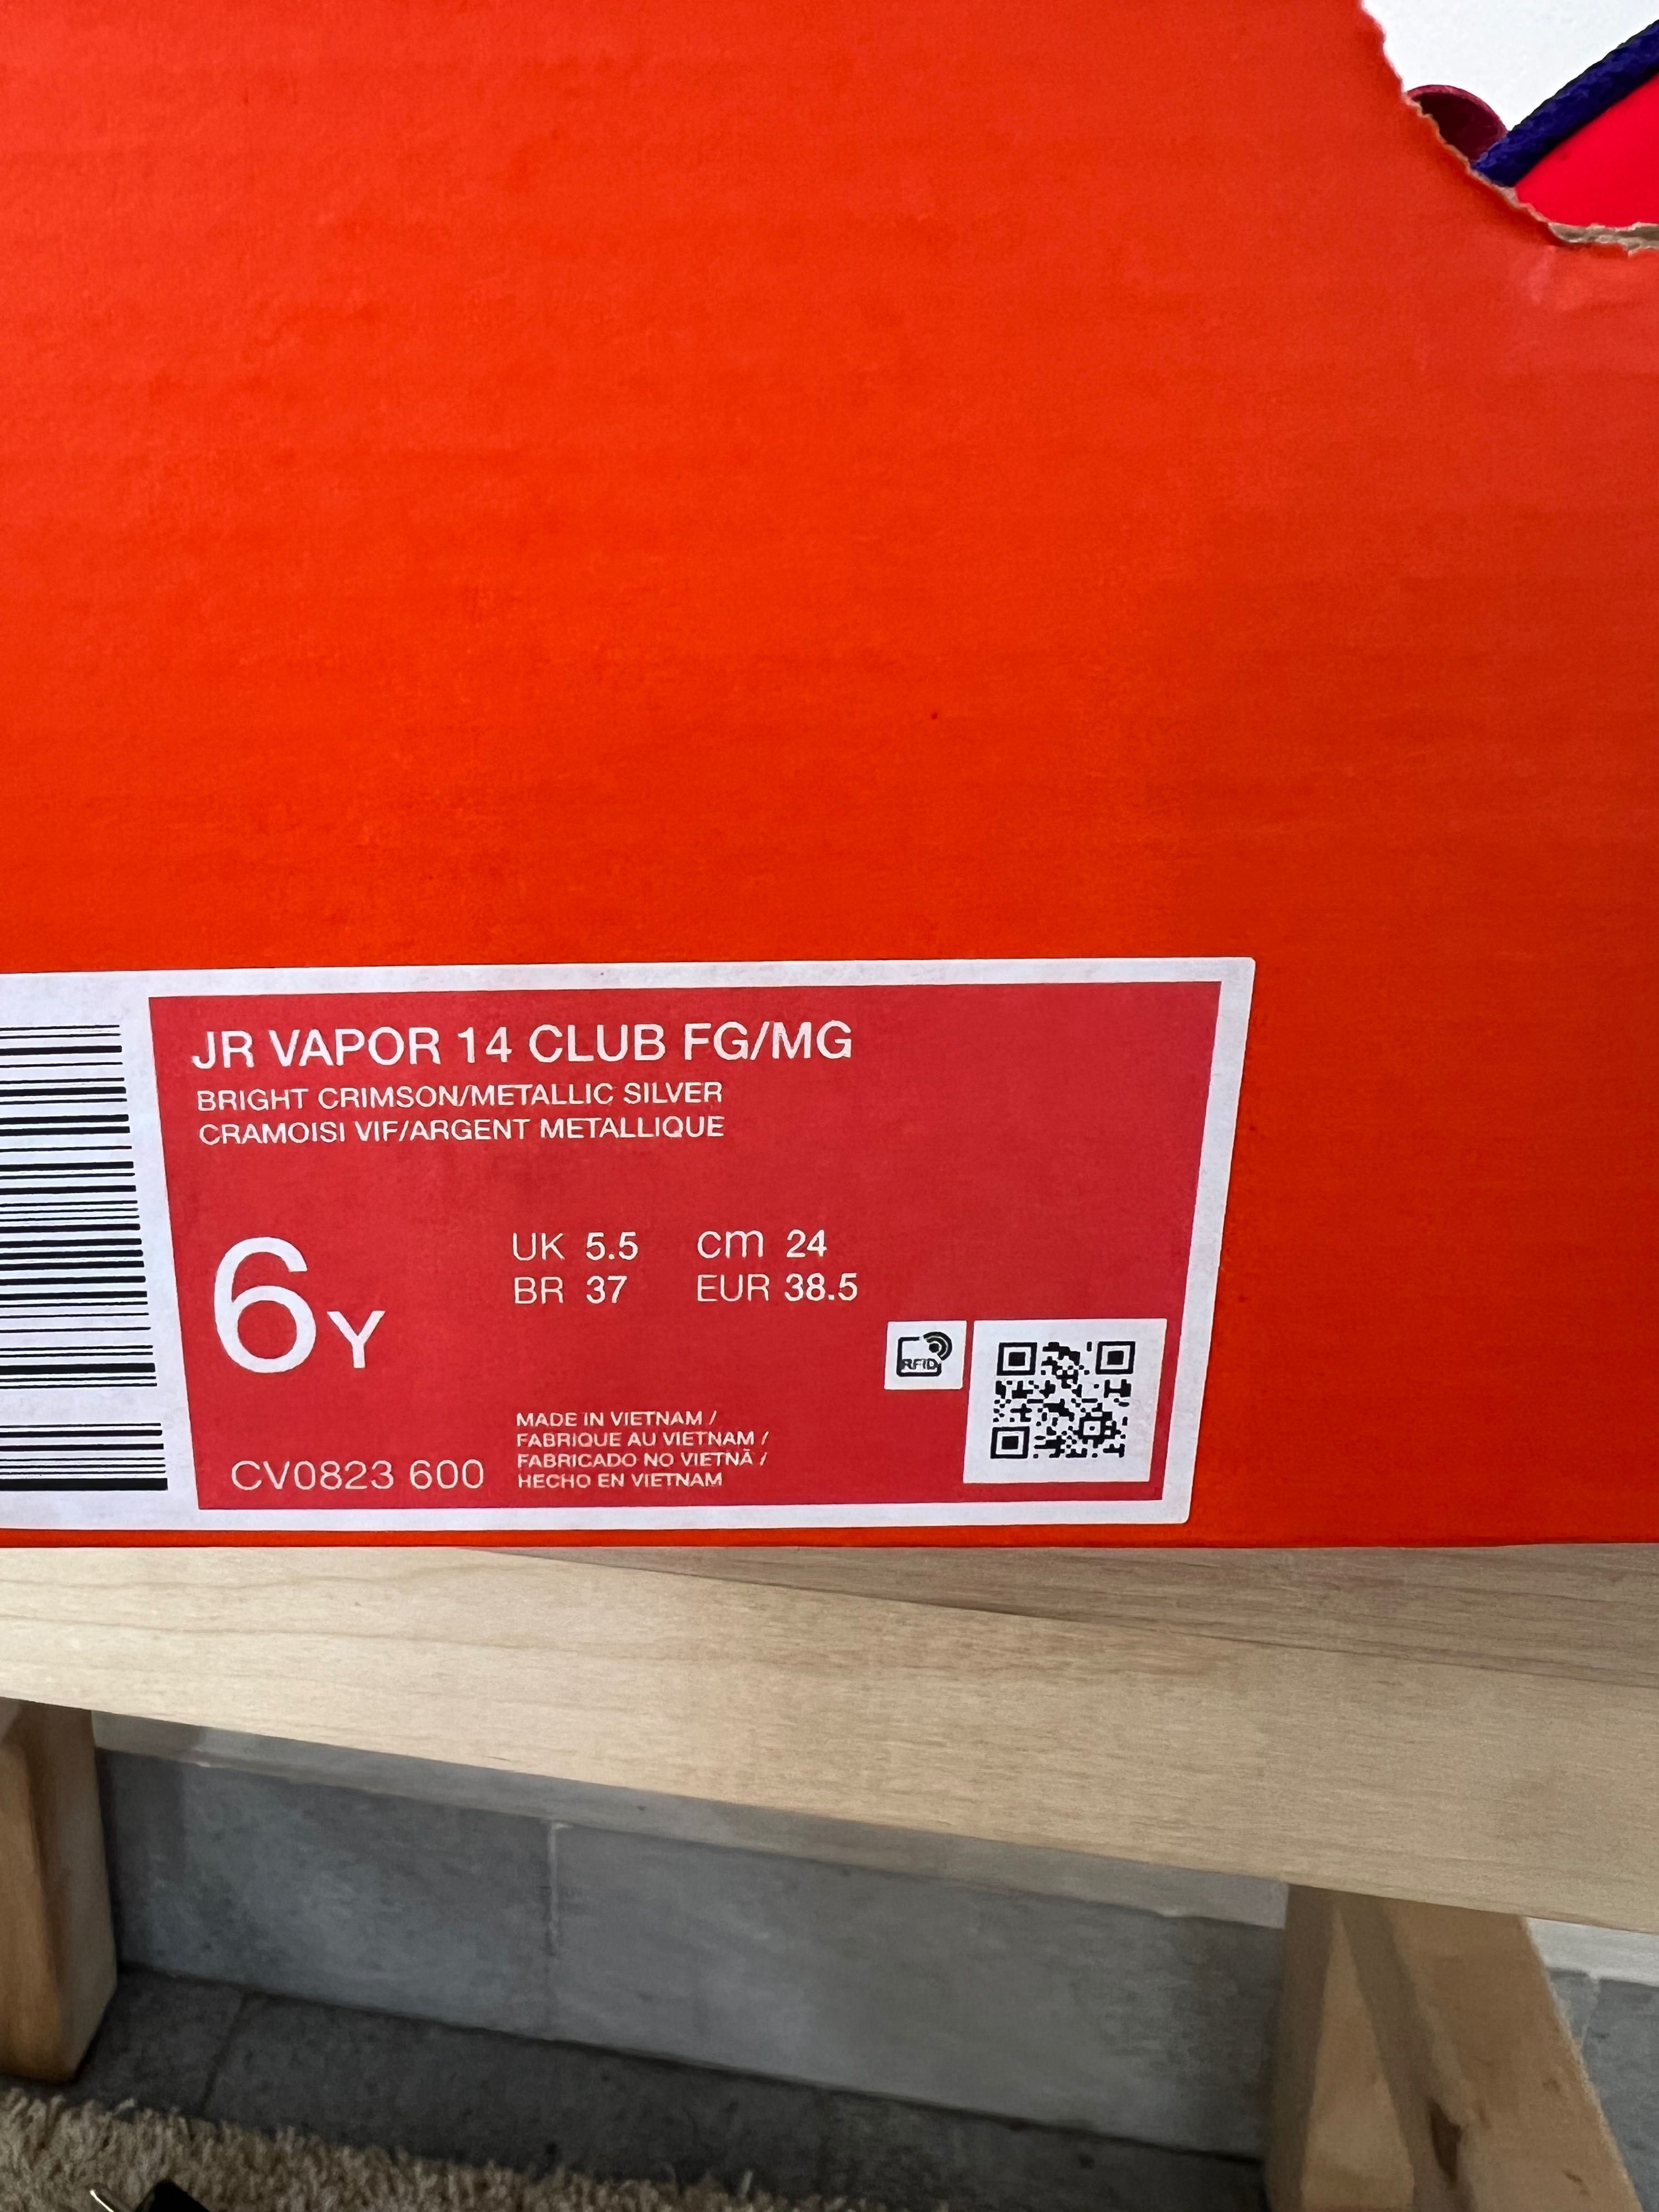 JR VAPOR 14 CLUB FG/MG
BRIGHT CRIMSON/METALLIC SILVER
CRAMOISI VIF/ARGENT METALLIQUE
6Y
UK 5.5 cm 24
BR 37 EUR 38.5
RFID
MADE IN VIETNAM /
FABRIQUE AU VIETNAM /
FABRICADO NO VIETNÃ /
HECHO EN VIETNAM
CV0823 600